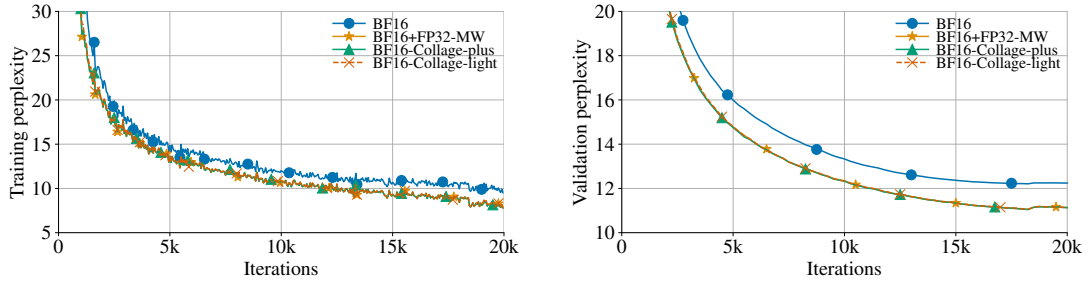 Training perplexity
30
25
20
15
10
5
0
5k
10k
15k
20k
Iterations
BF16
BF16+FP32-MW
BF16-Collage-plus
BF16-Collage-light
Validation perplexity
20
18
16
14
12
10
0
5k
10k
15k
20k
Iterations
BF16
BF16+FP32-MW
BF16-Collage-plus
BF16-Collage-light